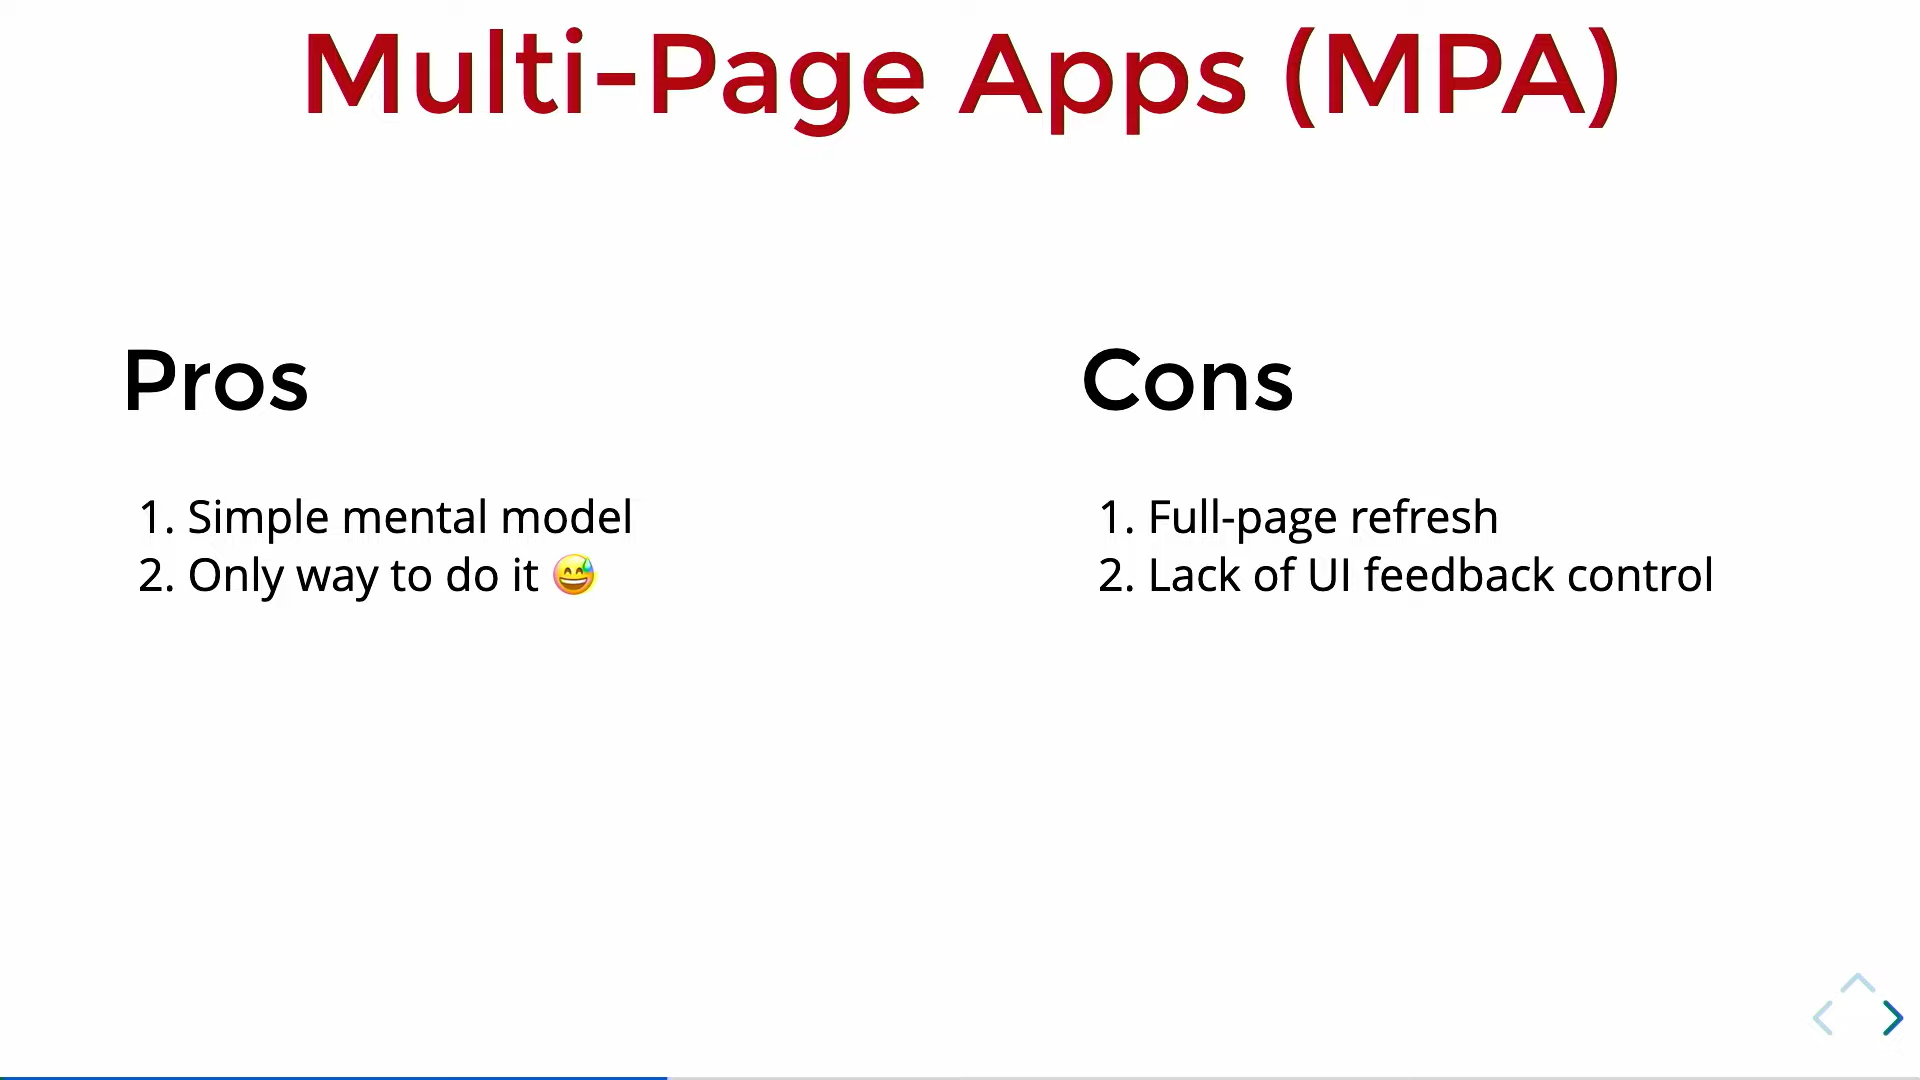 Multi-Page Apps (MPA)
Pros
1. Simple mental model
2. Only way to do it 😅
Cons
1. Full-page refresh
2. Lack of UI feedback control